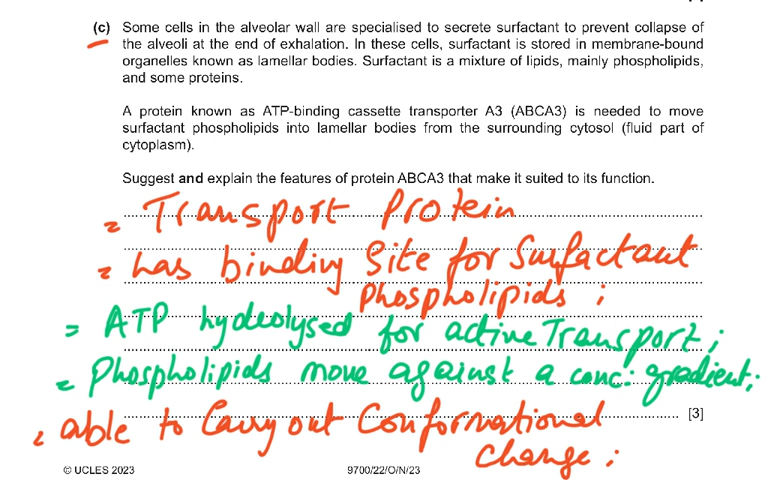 (c) Some cells in the alveolar wall are specialised to secrete surfactant to prevent collapse of
the alveoli at the end of exhalation. In these cells, surfactant is stored in membrane-bound
organelles known as lamellar bodies. Surfactant is a mixture of lipids, mainly phospholipids,
and some proteins.
A protein known as ATP-binding cassette transporter A3 (ABCA3) is needed to move
surfactant phospholipids into lamellar bodies from the surrounding cytosol (fluid part of
cytoplasm).
Suggest and explain the features of protein ABCA3 that make it suited to its function.
= Transport Protein
= has binding Site for Surfactant
Phospholipids ;
= ATP hydrolysed for active Transport ;
= Phospholipids move against a conc: gradient ;
[3]
= able to Carry out Conformational
Change ;
© UCLES 2023
9700/22/O/N/23